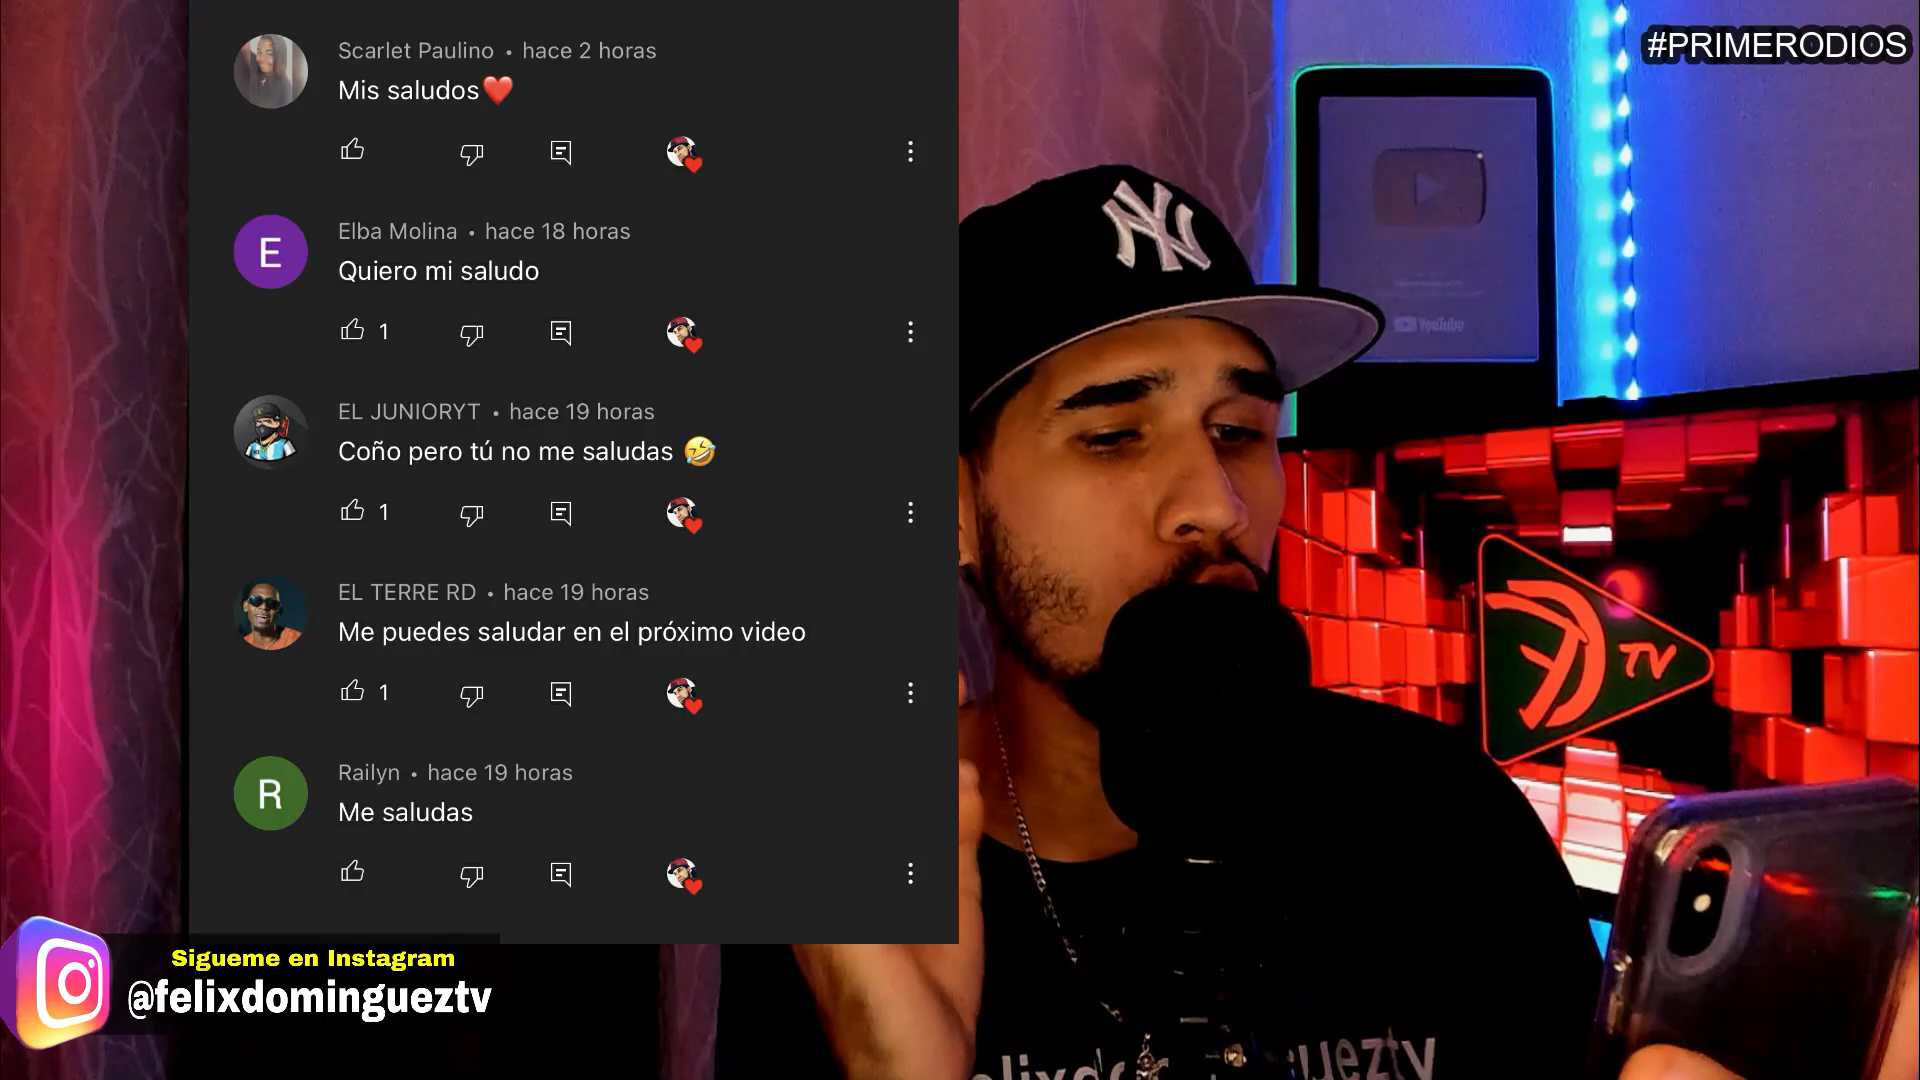 Scarlet Paulino • hace 2 horas
Mis saludos❤️
E
Elba Molina • hace 18 horas
Quiero mi saludo
1
EL JUNIORYT • hace 19 horas
Coño pero tú no me saludas 🤣
1
EL TERRE RD • hace 19 horas
Me puedes saludar en el próximo video
1
R
Railyn • hace 19 horas
Me saludas
#PRIMERODIOS
NY
YouTube
TV
Sigueme en Instagram
@felixdomingueztv